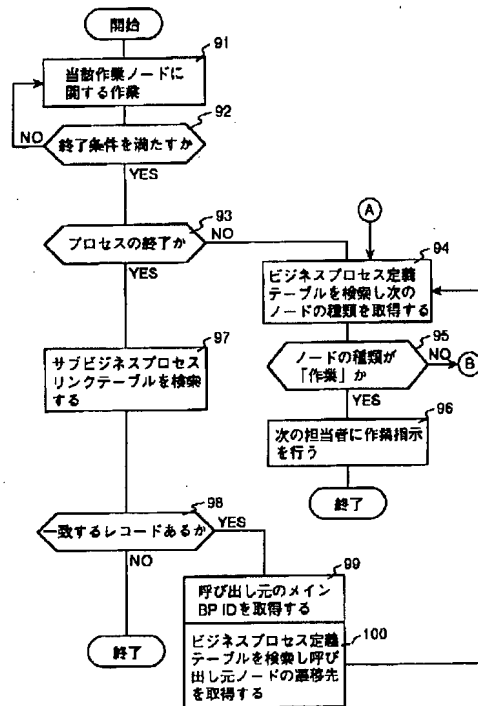 開始
91
当該作業ノードに
関する作業
92
NO
終了条件を満たすか
YES
93
プロセスの終了か
NO
YES
A
94
ビジネスプロセス定義
テーブルを検索し次の
ノードの種類を取得する
95
ノードの種類が
「作業」か
NO
B
YES
96
次の担当者に作業指示
を行う
終了
97
サブビジネスプロセス
リンクテーブルを検索
する
98
一致するレコードあるか
YES
NO
終了
99
呼び出し元のメイン
BP IDを取得する
100
ビジネスプロセス定義
テーブルを検索し呼び
出し元ノードの遷移先
を取得する